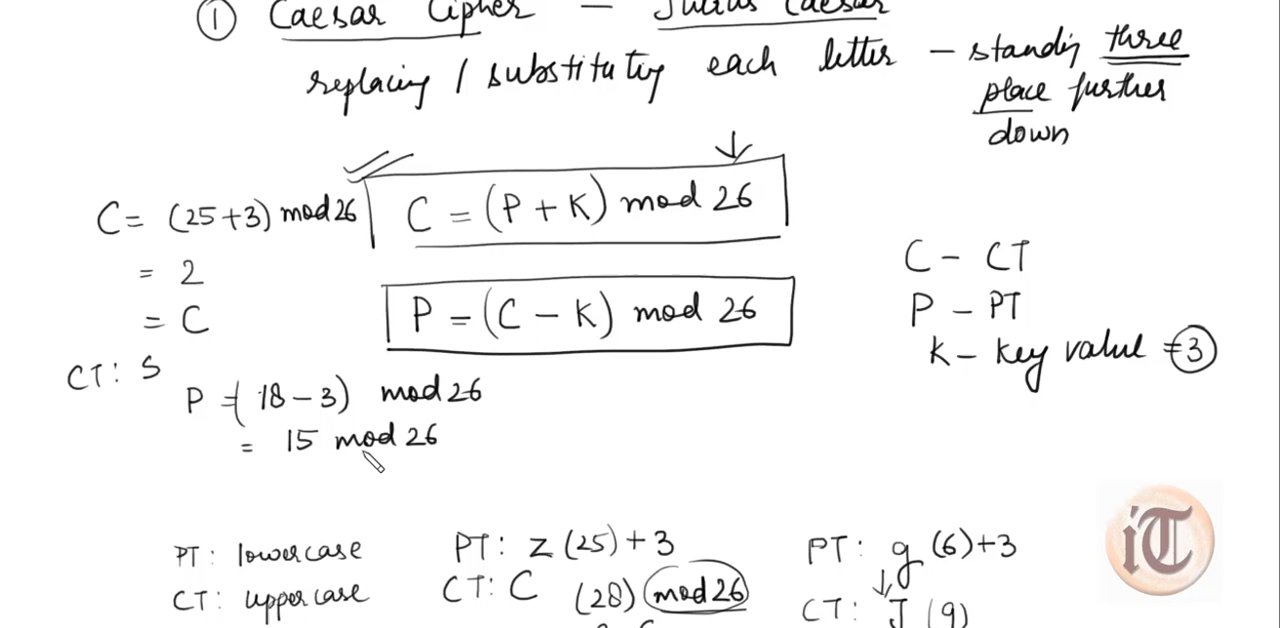 ① Caesar Cipher – Julius Caesar
replacing / substituting each letter – standing three
place further
down
C = (25+3) mod 26
= 2
= C
C = (P + K) mod 26
P = (C – K) mod 26
C – CT
P – PT
K – key value = 3
CT: S
P = (18 – 3) mod 26
= 15 mod 26
PT: lowercase
CT: uppercase
PT: z (25) + 3
CT: C (28) mod 26
PT: g (6)+3
CT: J (9)
iT